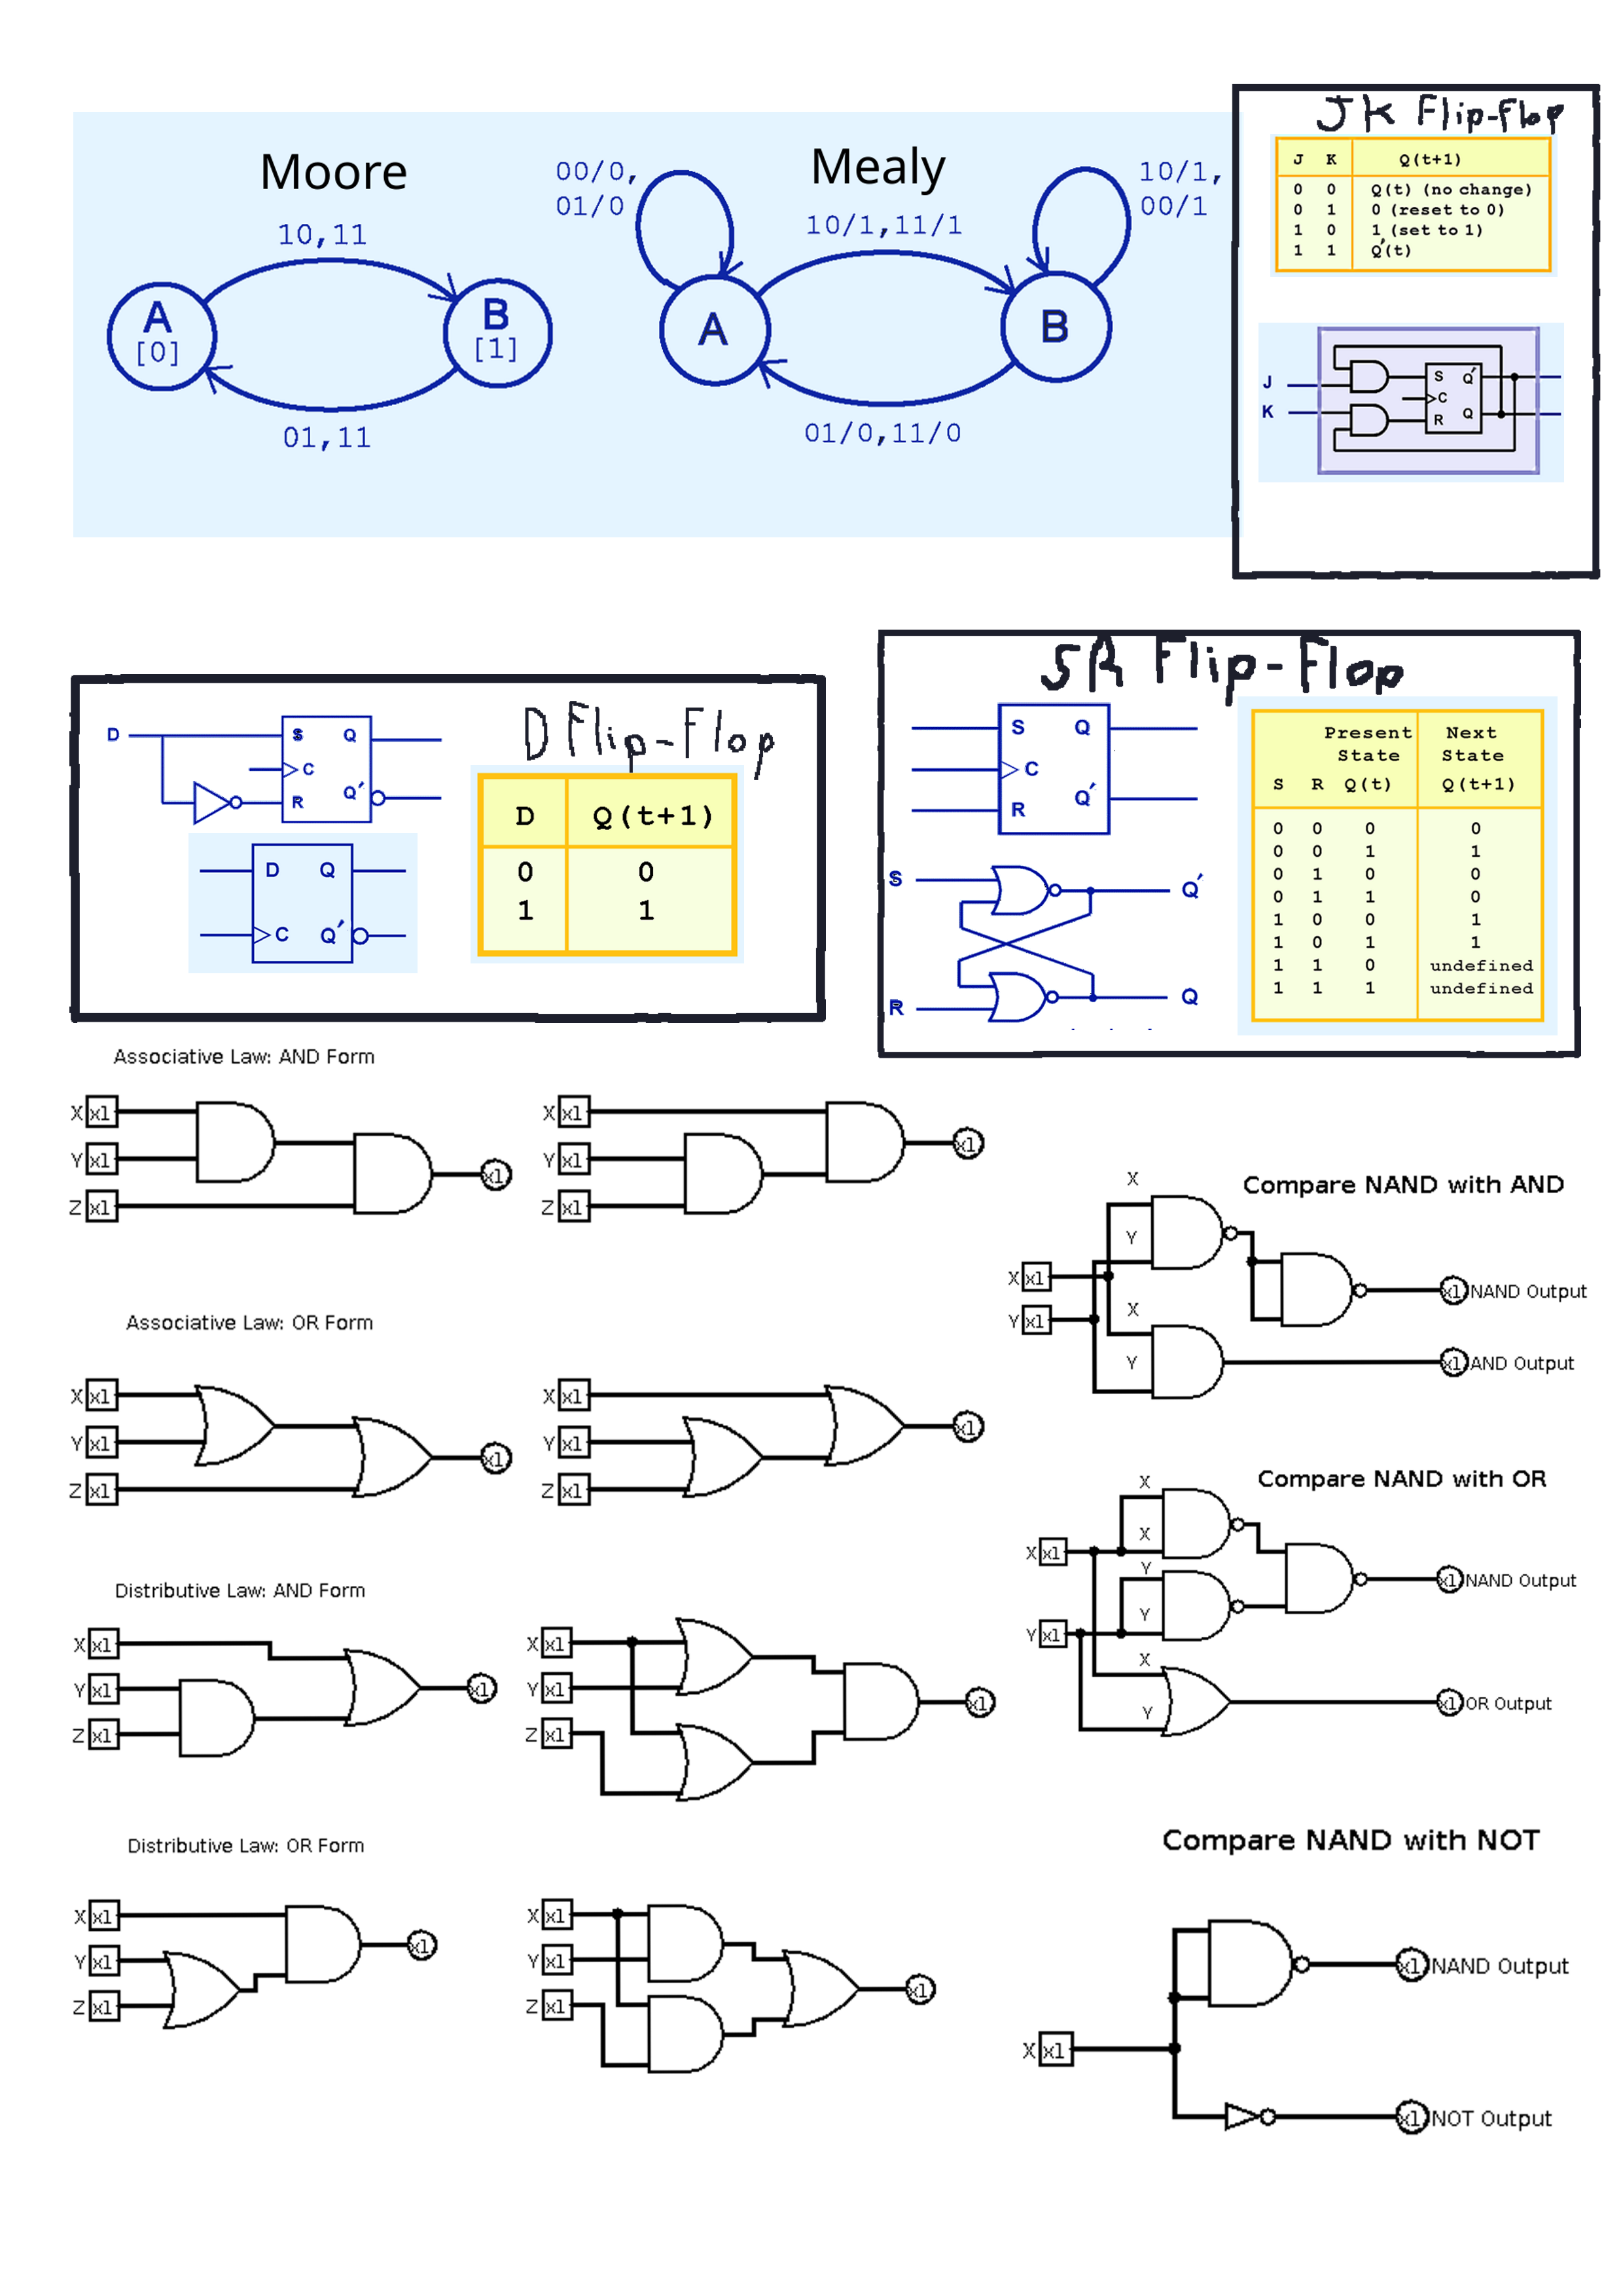 Moore
10,11
A
[0]
B
[1]
01,11
Mealy
00/0,
01/0
10/1,11/1
10/1,
00/1
A
B
01/0,11/0
JK Flip-flop
J K Q(t+1)
0 0 Q(t) (no change)
0 1 0 (reset to 0)
1 0 1 (set to 1)
1 1 Q′(t)
J
K
S Q′
C
R Q
D Flip-Flop
D
S Q
C
R Q′
D Q
C Q′
D Q(t+1)
0 0
1 1
SR Flip-Flop
S Q
C
R Q′
S Q′
R Q
Present Next
State State
S R Q(t) Q(t+1)
0 0 0 0
0 0 1 1
0 1 0 0
0 1 1 0
1 0 0 1
1 0 1 1
1 1 0 undefined
1 1 1 undefined
Associative Law: AND Form
X x1
Y x1
Z x1
x1
X x1
Y x1
Z x1
x1
Compare NAND with AND
X
Y
X x1
Y x1
X
Y
x1 NAND Output
x1 AND Output
Associative Law: OR Form
X x1
Y x1
Z x1
x1
X x1
Y x1
Z x1
x1
Compare NAND with OR
X
X
X x1
Y
Y
Y x1
X
Y
x1 NAND Output
x1 OR Output
Distributive Law: AND Form
X x1
Y x1
Z x1
x1
X x1
Y x1
Z x1
x1
Distributive Law: OR Form
X x1
Y x1
Z x1
x1
X x1
Y x1
Z x1
x1
Compare NAND with NOT
X x1
x1 NAND Output
x1 NOT Output